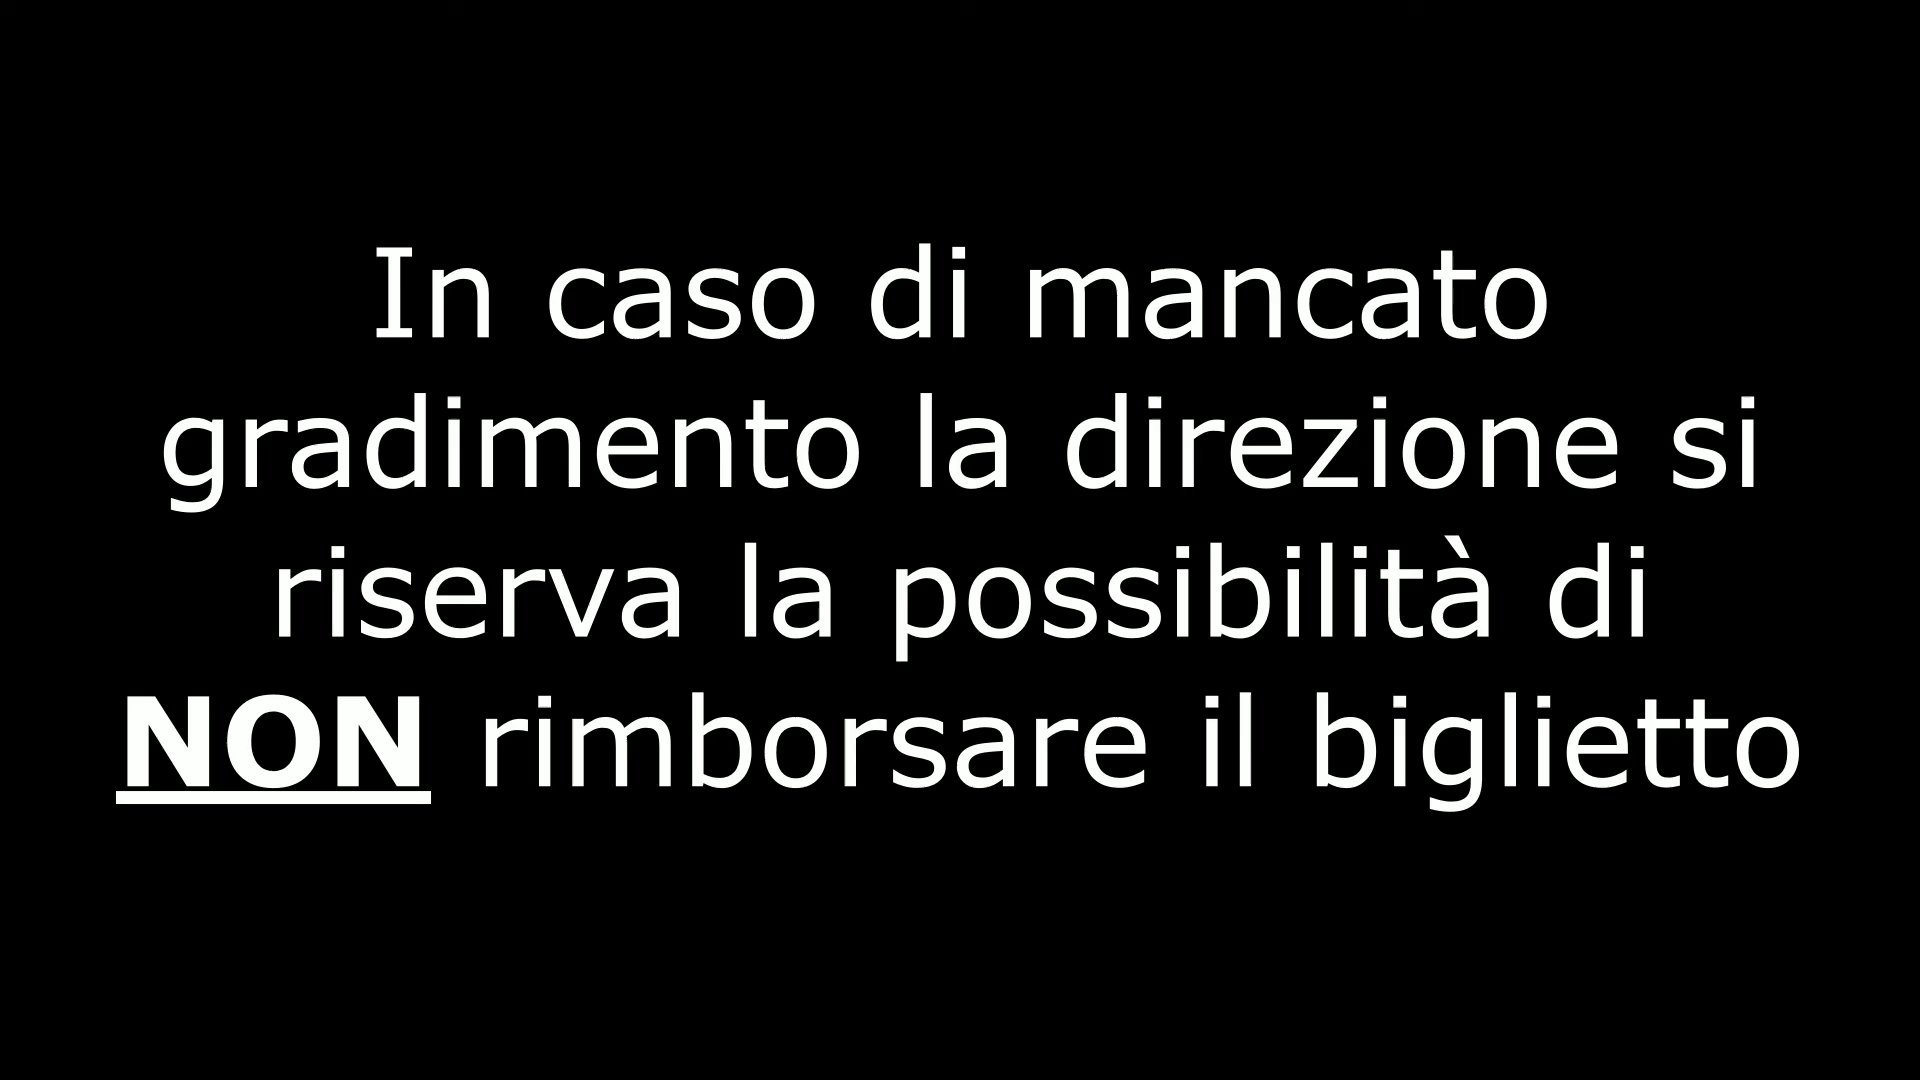 In caso di mancato
gradimento la direzione si
riserva la possibilità di
NON rimborsare il biglietto